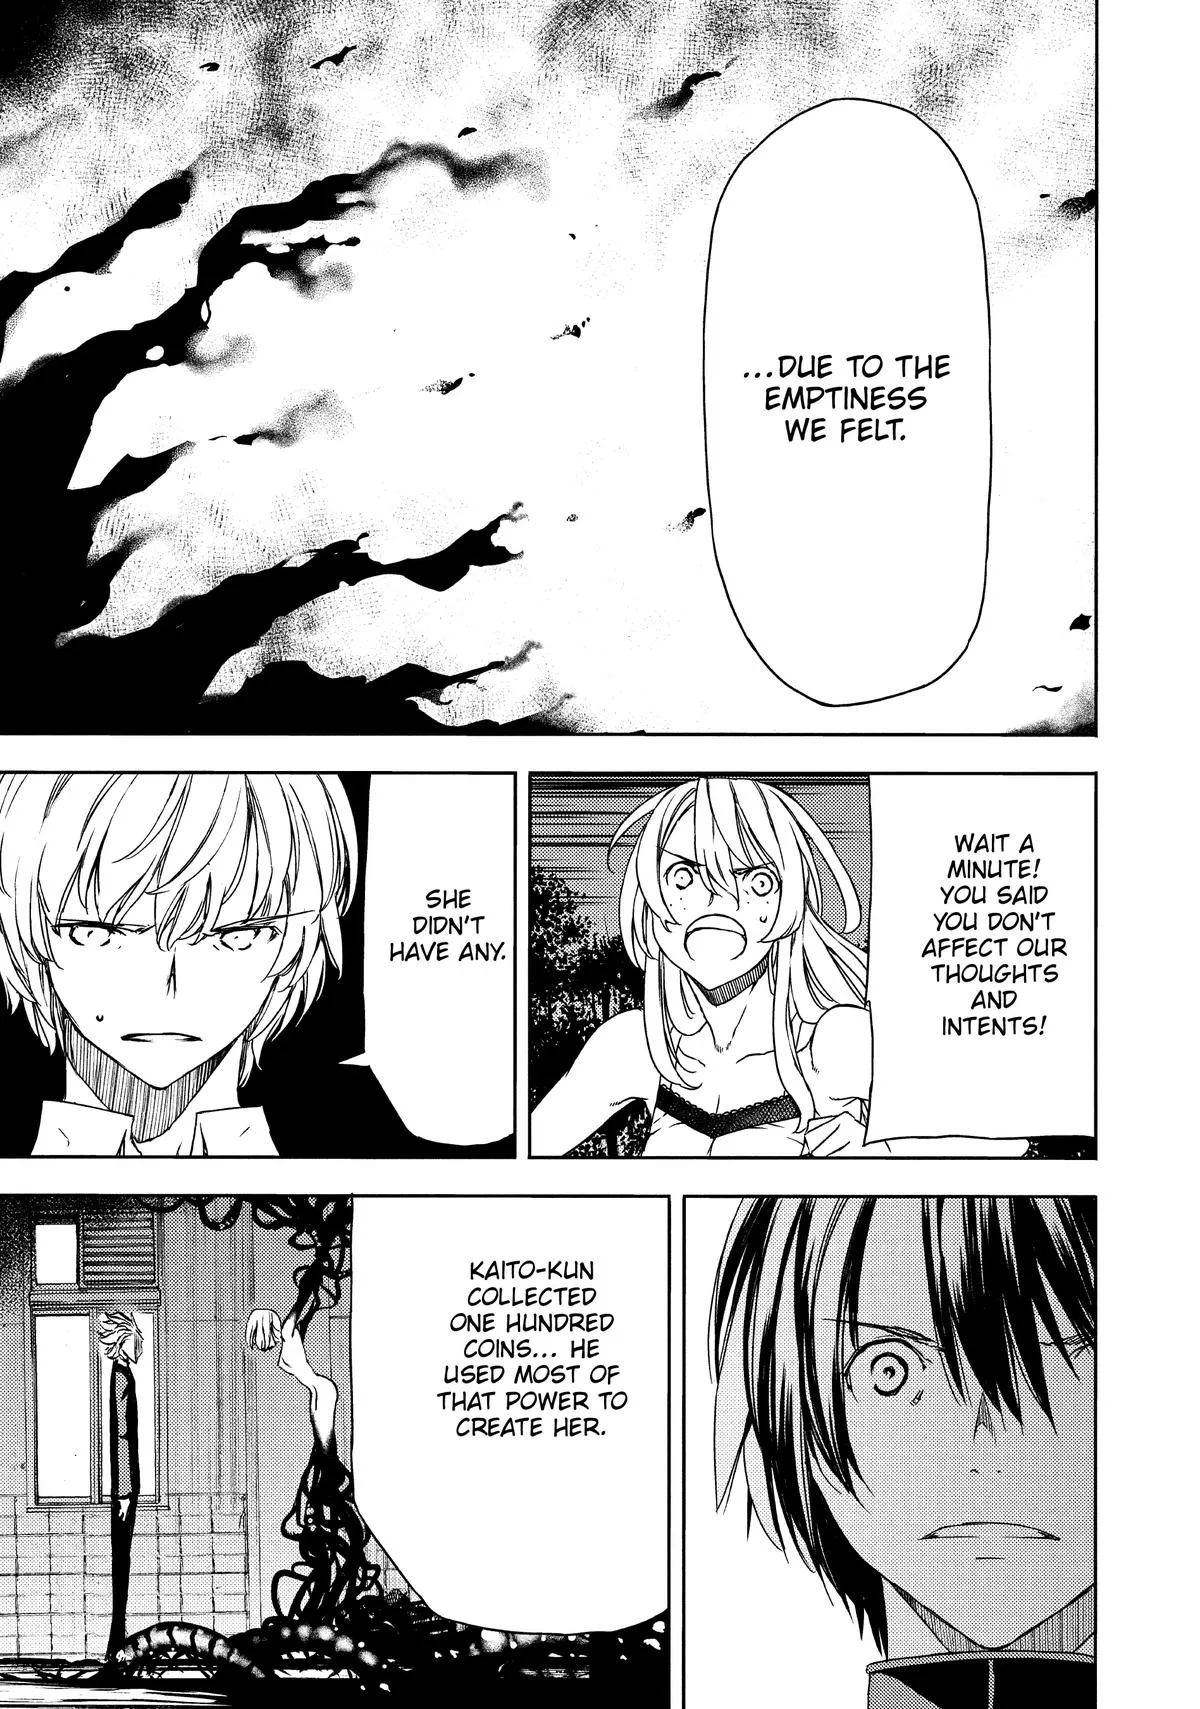 ...DUE TO THE
EMPTINESS
WE FELT.
WAIT A
MINUTE!
YOU SAID
YOU DON'T
AFFECT OUR
THOUGHTS
AND
INTENTS!
SHE
DIDN'T
HAVE ANY.
KAITO-KUN
COLLECTED
ONE HUNDRED
COINS... HE
USED MOST OF
THAT POWER TO
CREATE HER.